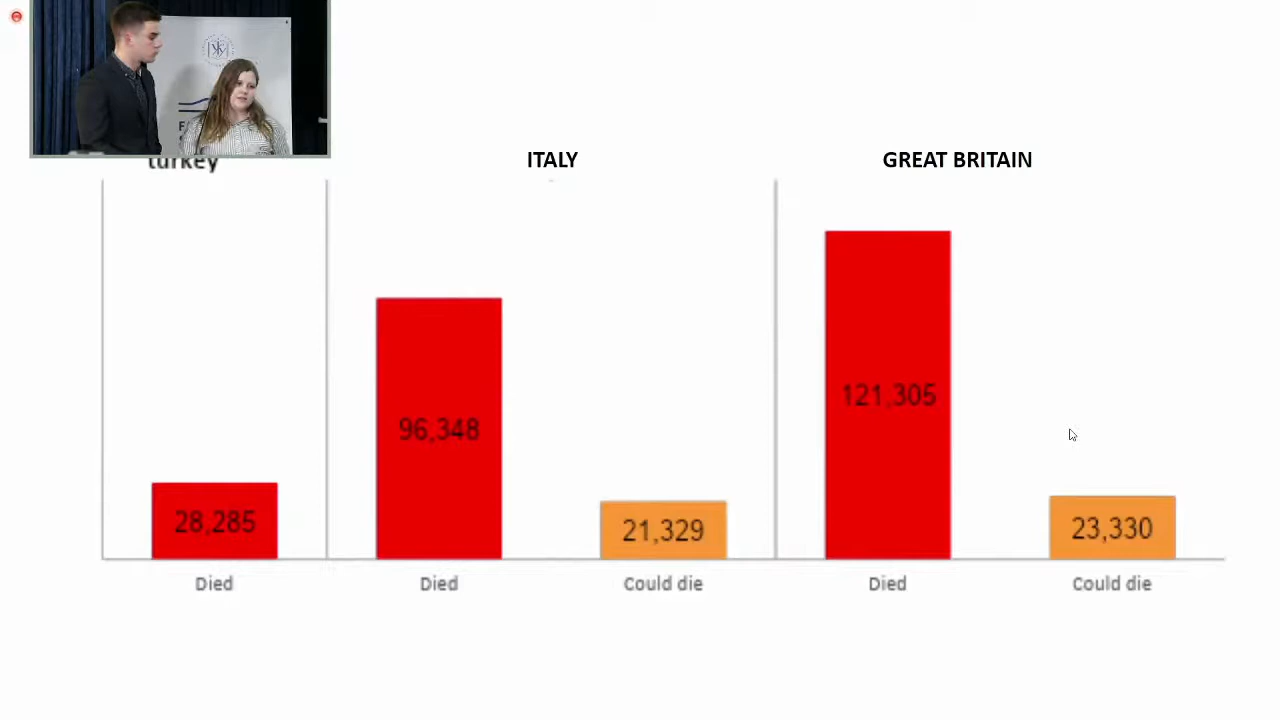 turkey
ITALY
GREAT BRITAIN
28,285
96,348
21,329
121,305
23,330
Died
Died
Could die
Died
Could die